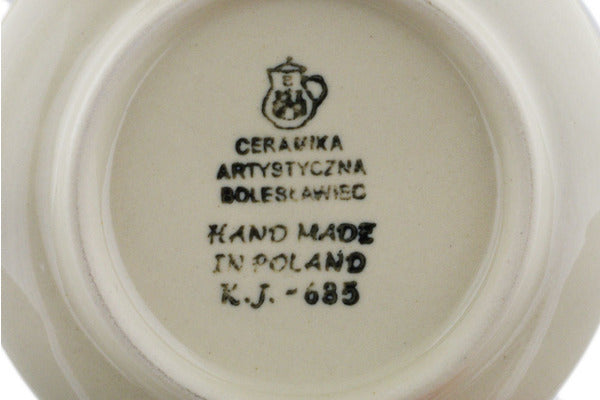 CERAMIKA
ARTYSTYCZNA
BOLESŁAWIEC
HAND MADE
IN POLAND
K.J. - 685